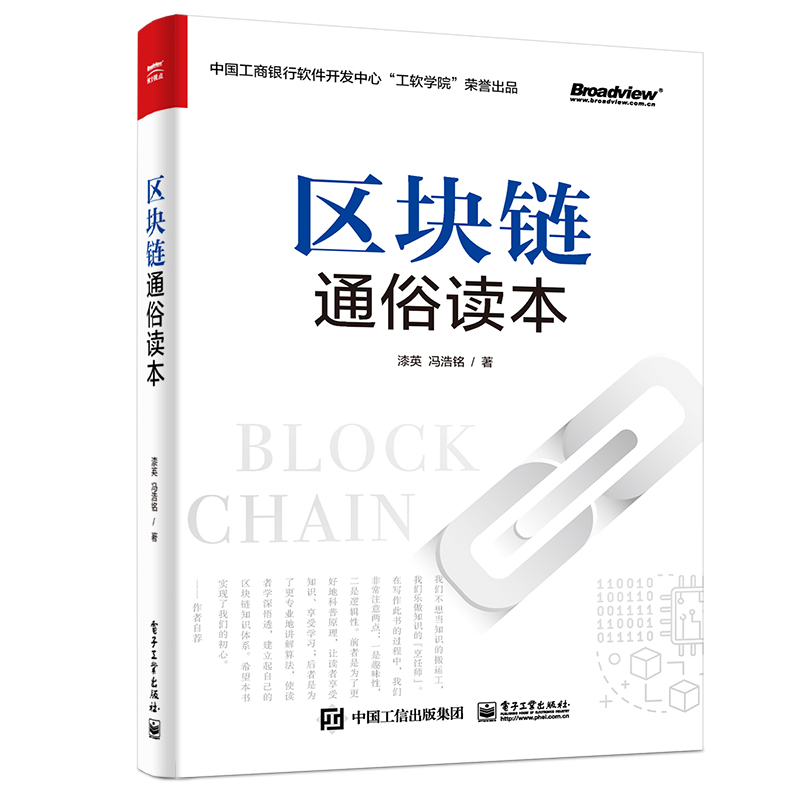 中国工商银行软件开发中心“工软学院”荣誉出品
Broadview®
www.broadview.com.cn
区块链
通俗读本
漆英 冯浩铭 / 著
BLOCK
CHAIN
我们不想当知识的搬运工，
我们乐做知识的『烹饪师』。
在写作此书的过程中，我们
非常注意两点：一是趣味性，
二是逻辑性。前者是为了更
好地科普原理，让读者享受
知识、享受学习；后者是为
了更专业地讲解算法，使读
者学深悟透，建立起自己的
区块链知识体系。希望本书
实现了我们的初心。
——作者自荐
中国工信出版集团
电子工业出版社
PUBLISHING HOUSE OF ELECTRONICS INDUSTRY
http://www.phei.com.cn
区块链通俗读本
漆英 冯浩铭 / 著
电子工业出版社